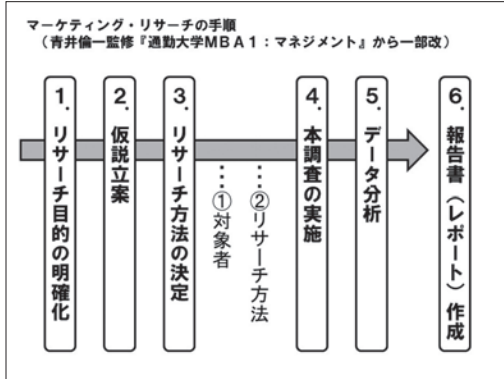 マーケティング・リサーチの手順
（青井倫一監修『通勤大学ＭＢＡ１：マネジメント』から一部改）
１．リサーチ目的の明確化
２．仮説立案
３．リサーチ方法の決定
…①対象者
…②リサーチ方法
４．本調査の実施
５．データ分析
６．報告書（レポート）作成